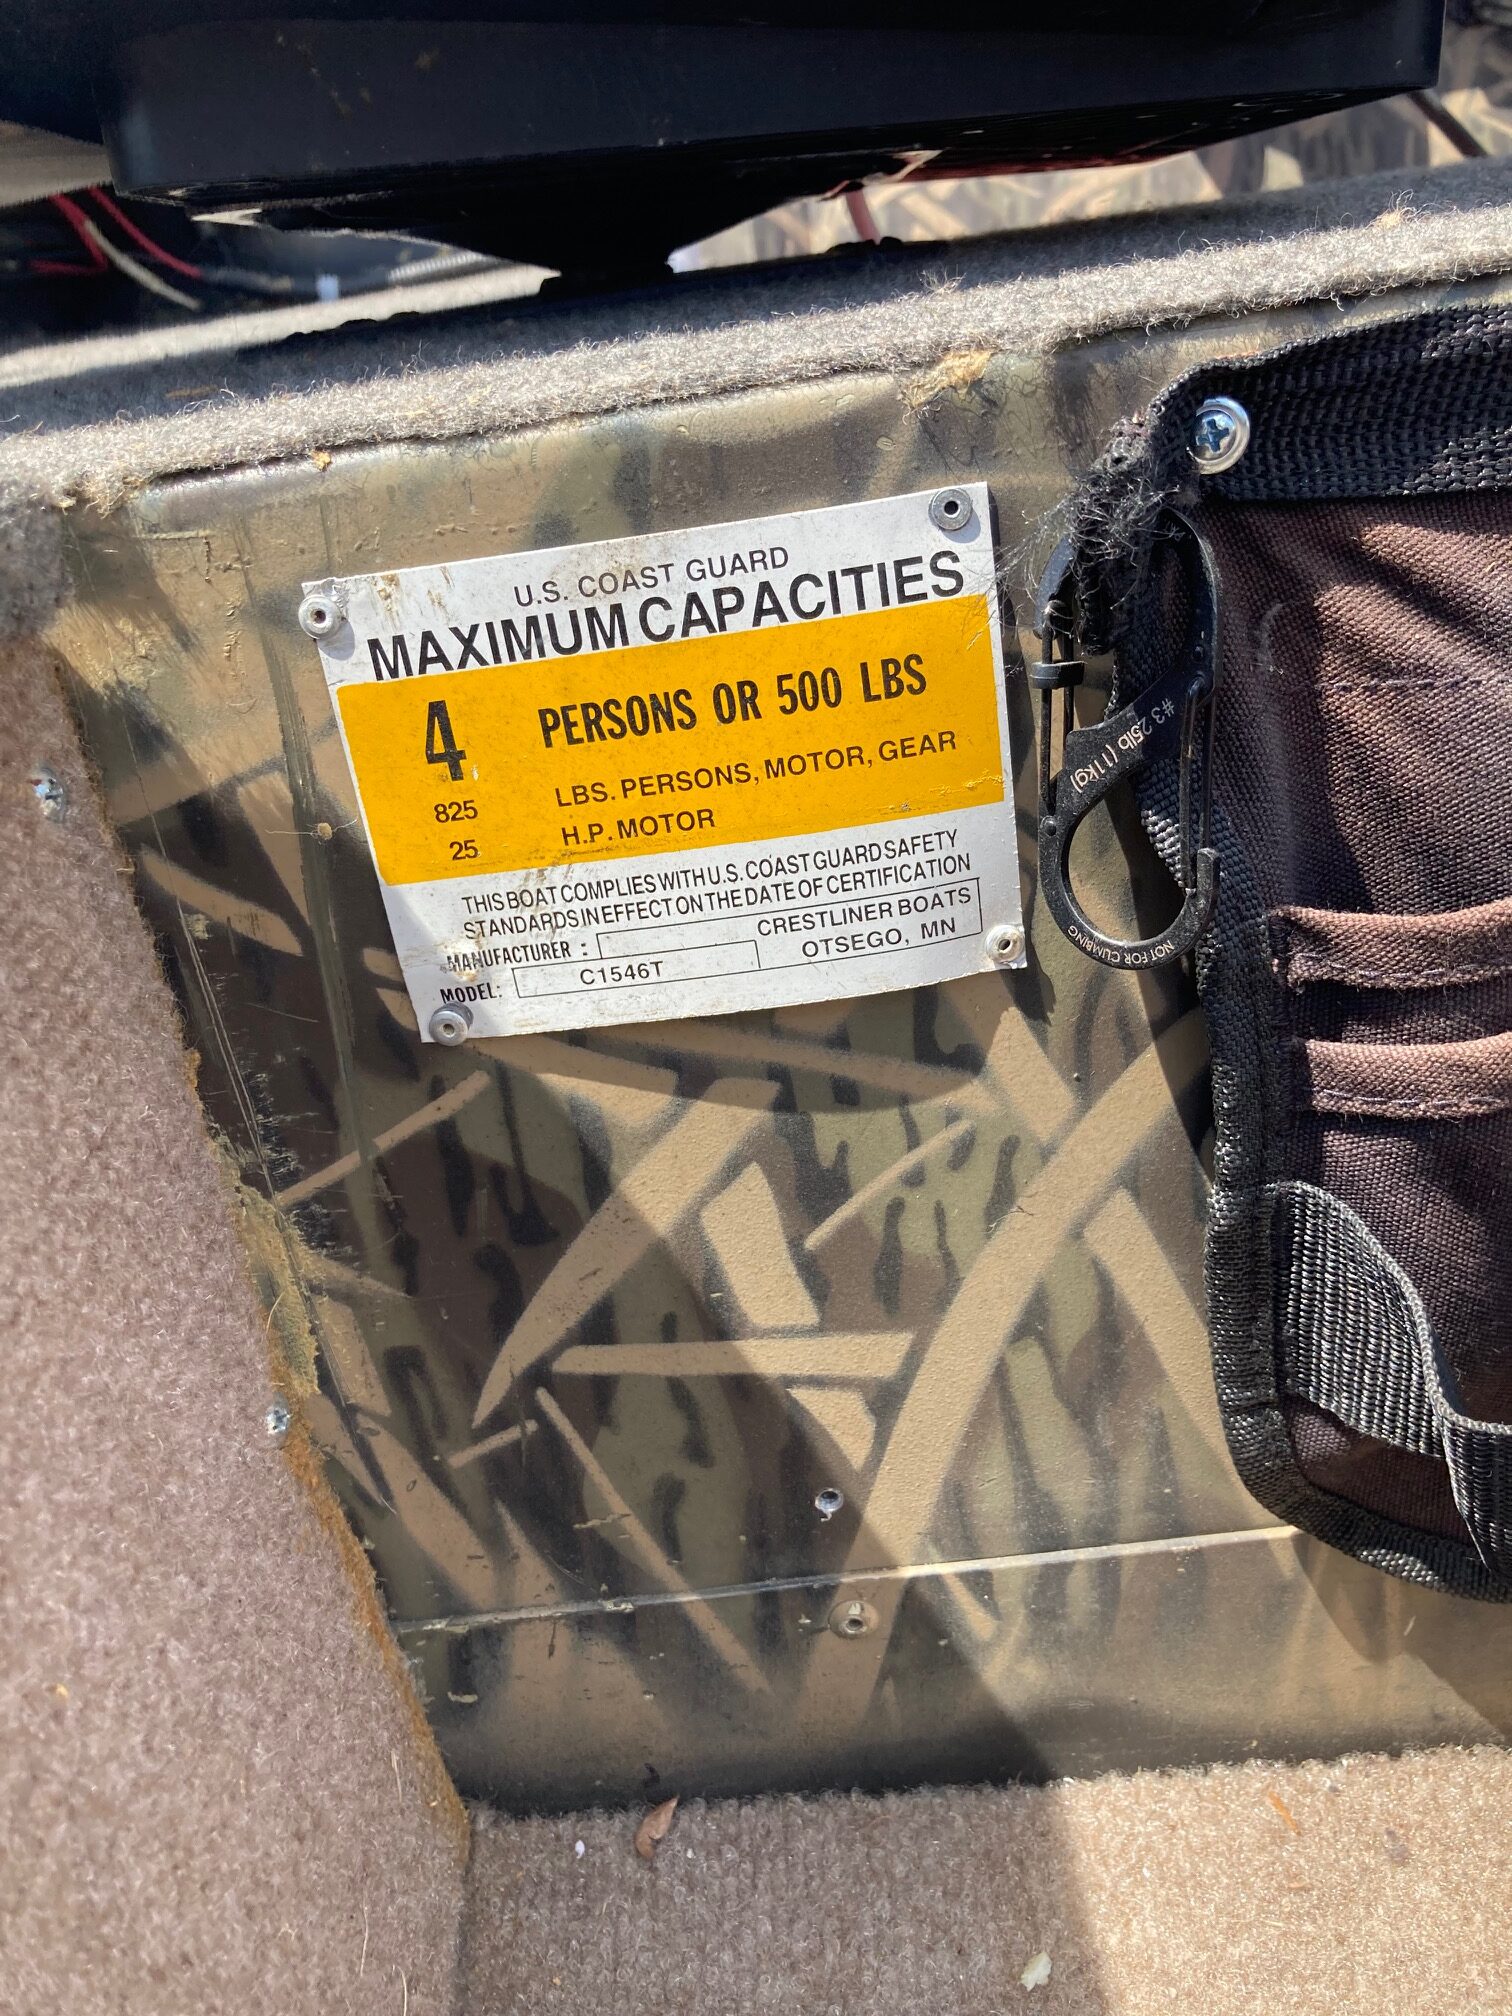 U.S. COAST GUARD
MAXIMUM CAPACITIES
4 PERSONS OR 500 LBS
825 LBS. PERSONS, MOTOR, GEAR
25 H.P. MOTOR
THIS BOAT COMPLIES WITH U.S. COAST GUARD SAFETY
STANDARDS IN EFFECT ON THE DATE OF CERTIFICATION
MANUFACTURER : CRESTLINER BOATS
OTSEGO, MN
MODEL: C1546T
#3 25lb (11kg)
NOT FOR CLIMBING